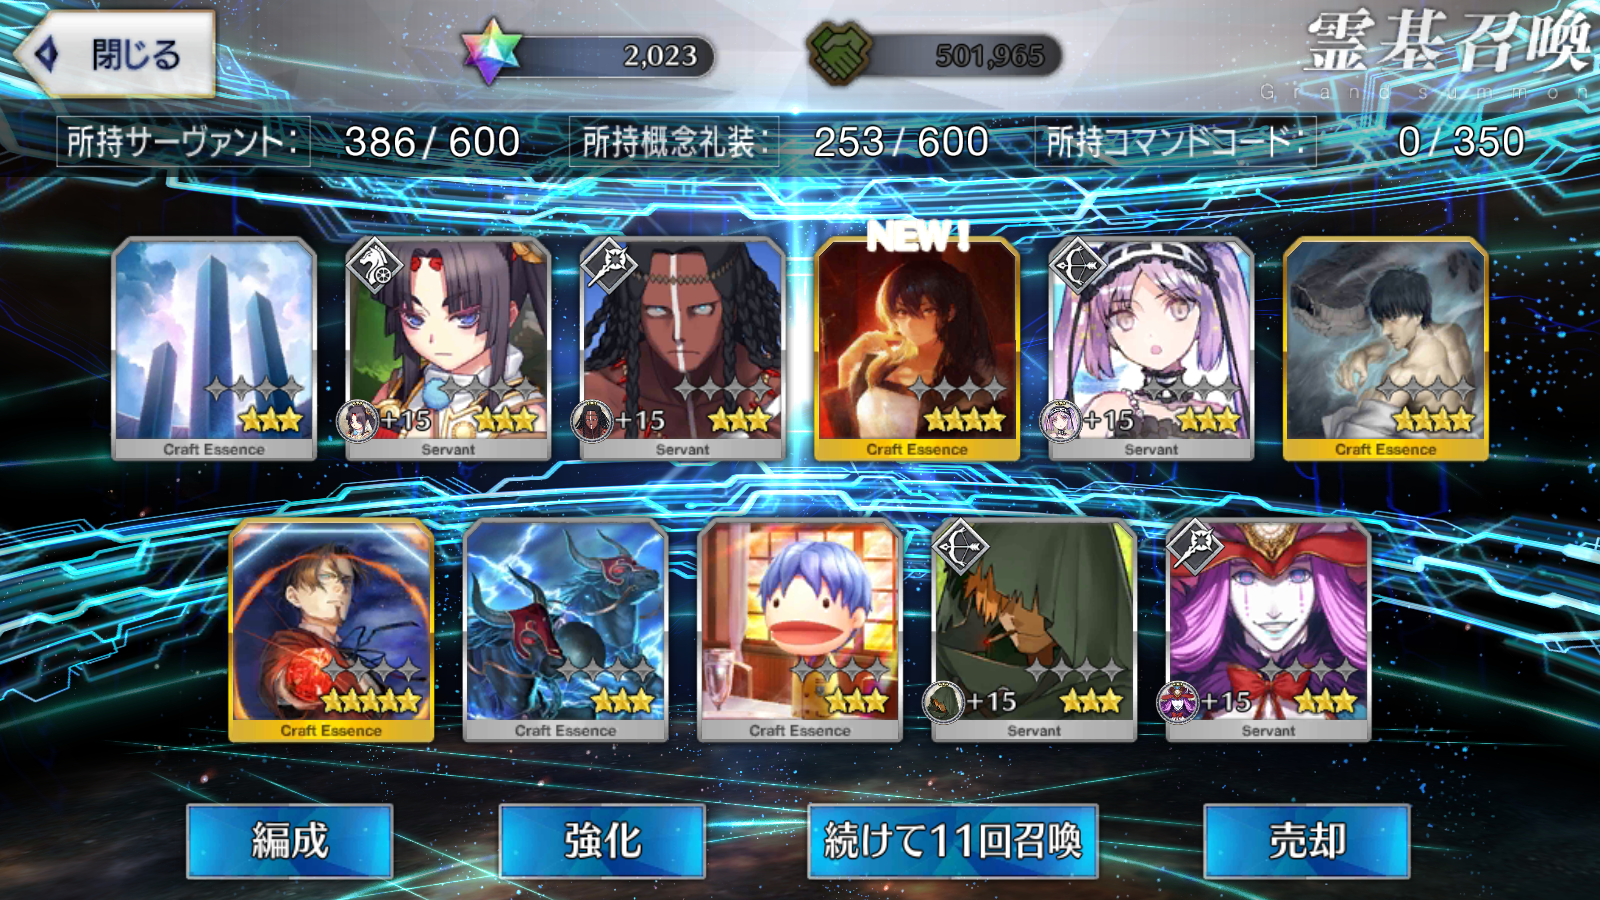 閉じる
2,023
501,965
霊基召喚
Grand summon
所持サーヴァント: 386/600
所持概念礼装: 253/600
所持コマンドコード: 0/350
NEW!
Craft Essence
+15
Servant
+15
Servant
Craft Essence
+15
Servant
Craft Essence
Craft Essence
Craft Essence
Craft Essence
+15
Servant
+15
Servant
編成
強化
続けて11回召喚
売却